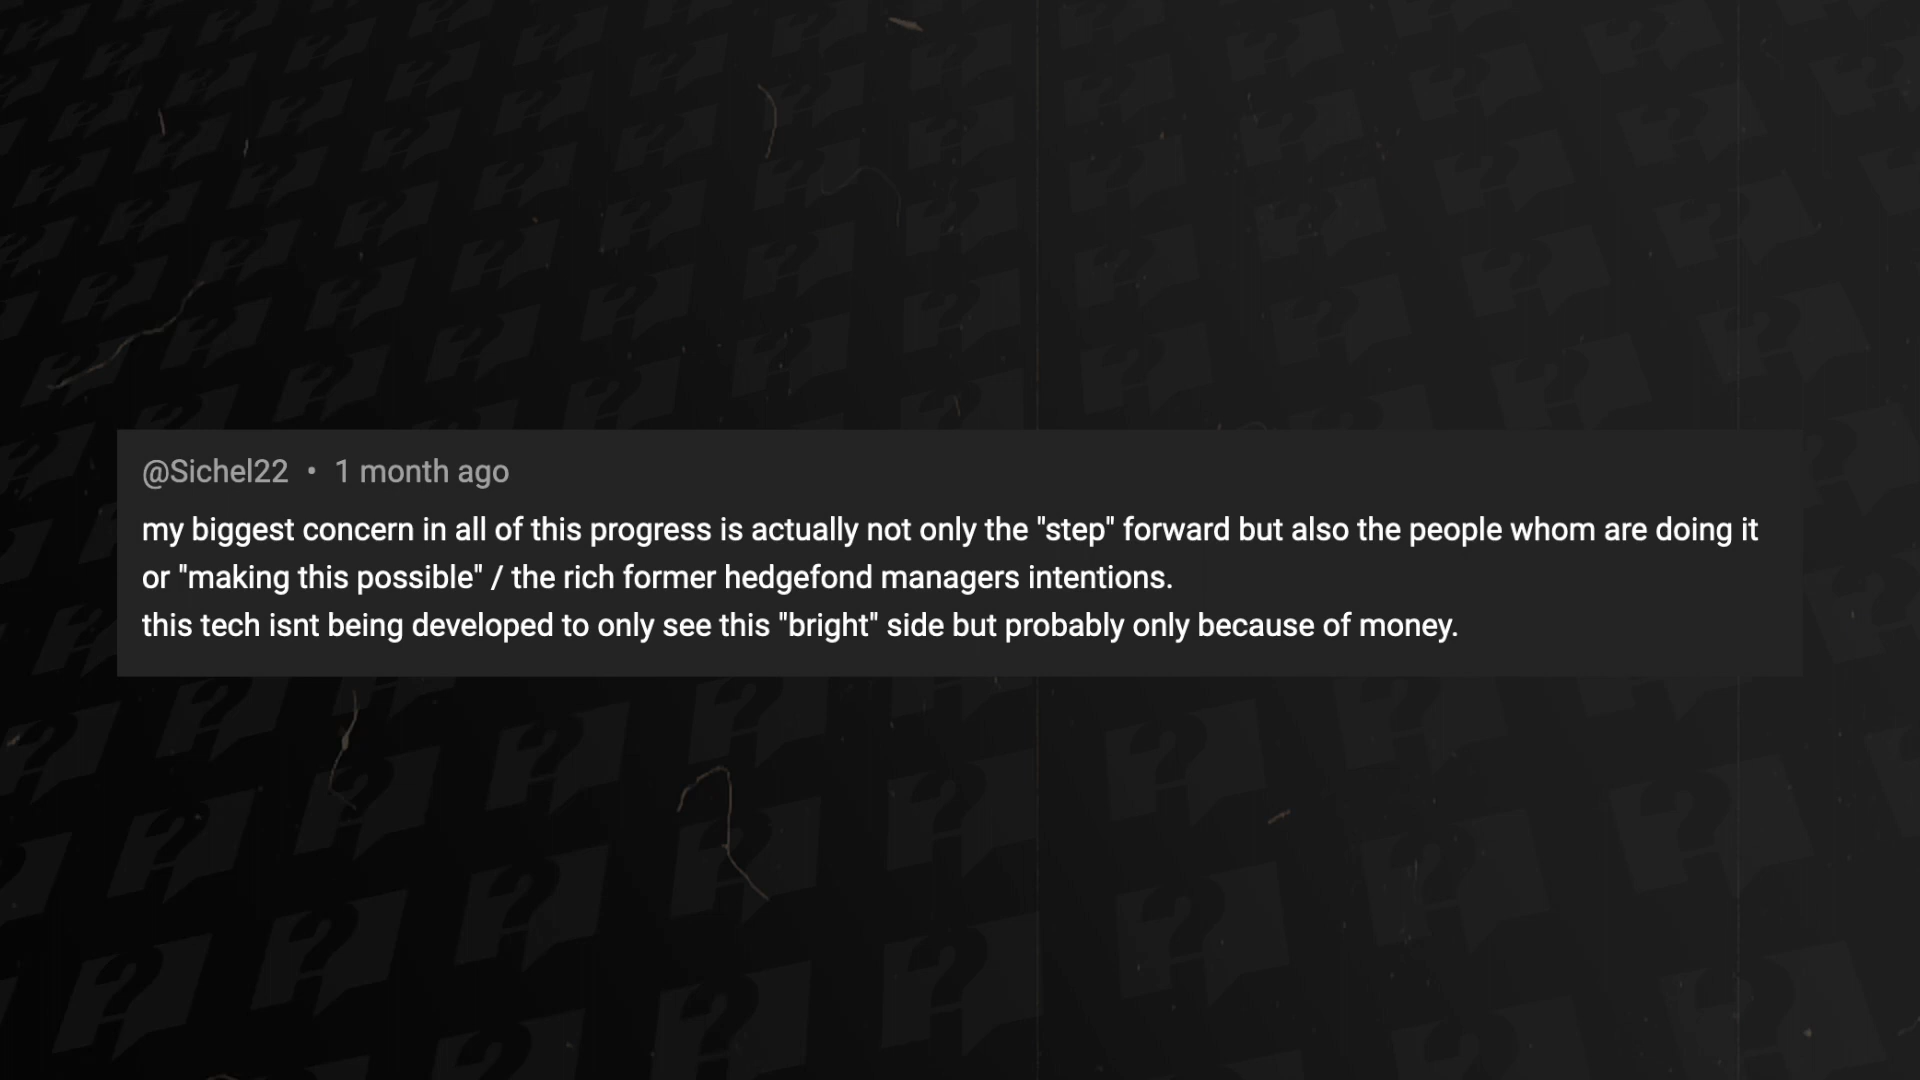 @Sichel22 • 1 month ago
my biggest concern in all of this progress is actually not only the "step" forward but also the people whom are doing it
or "making this possible" / the rich former hedgefond managers intentions.
this tech isnt being developed to only see this "bright" side but probably only because of money.